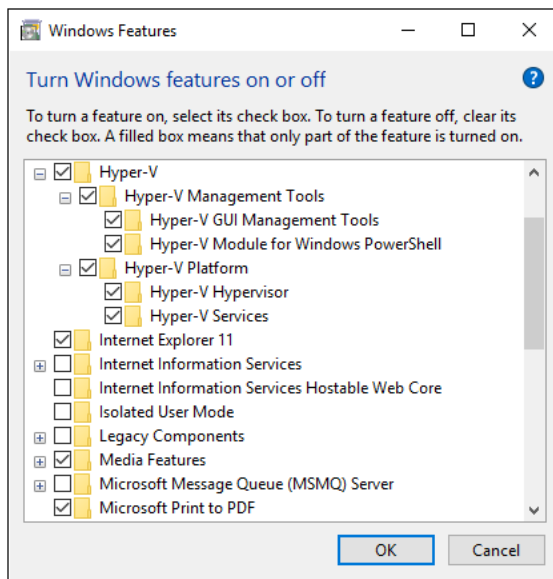 Windows Features
Turn Windows features on or off
To turn a feature on, select its check box. To turn a feature off, clear its
check box. A filled box means that only part of the feature is turned on.
Hyper-V
Hyper-V Management Tools
Hyper-V GUI Management Tools
Hyper-V Module for Windows PowerShell
Hyper-V Platform
Hyper-V Hypervisor
Hyper-V Services
Internet Explorer 11
Internet Information Services
Internet Information Services Hostable Web Core
Isolated User Mode
Legacy Components
Media Features
Microsoft Message Queue (MSMQ) Server
Microsoft Print to PDF
OK Cancel